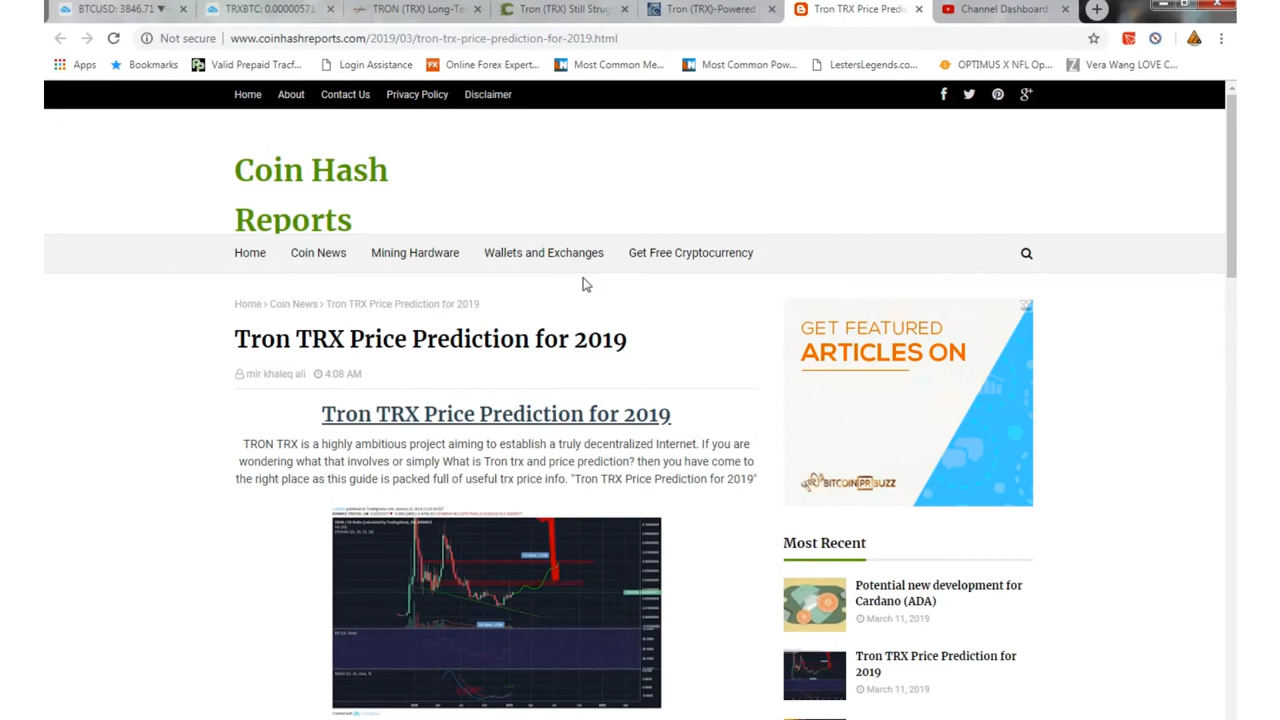 BTCUSD: 3846.71 ▼
TRXBTC: 0.00000571
TRON (TRX) Long-Te
Tron (TRX) Still Strug
Tron (TRX)-Powered
Tron TRX Price Predic
Channel Dashboard
Not secure
www.coinhashreports.com/2019/03/tron-trx-price-prediction-for-2019.html
Apps
Bookmarks
Valid Prepaid Tracf...
Login Assistance
Online Forex Expert...
Most Common Me...
Most Common Pow...
LestersLegends.co...
OPTIMUS X NFL Op...
Vera Wang LOVE C...
Home About Contact Us Privacy Policy Disclaimer
Coin Hash
Reports
Home Coin News Mining Hardware Wallets and Exchanges Get Free Cryptocurrency
Home > Coin News > Tron TRX Price Prediction for 2019
Tron TRX Price Prediction for 2019
mir khaleq ali 4:08 AM
Tron TRX Price Prediction for 2019
TRON TRX is a highly ambitious project aiming to establish a truly decentralized Internet. If you are
wondering what that involves or simply What is Tron trx and price prediction? then you have come to
the right place as this guide is packed full of useful trx price info. "Tron TRX Price Prediction for 2019"
GET FEATURED
ARTICLES ON
BITCOIN PR BUZZ
Most Recent
Potential new development for
Cardano (ADA)
March 11, 2019
Tron TRX Price Prediction for
2019
March 11, 2019